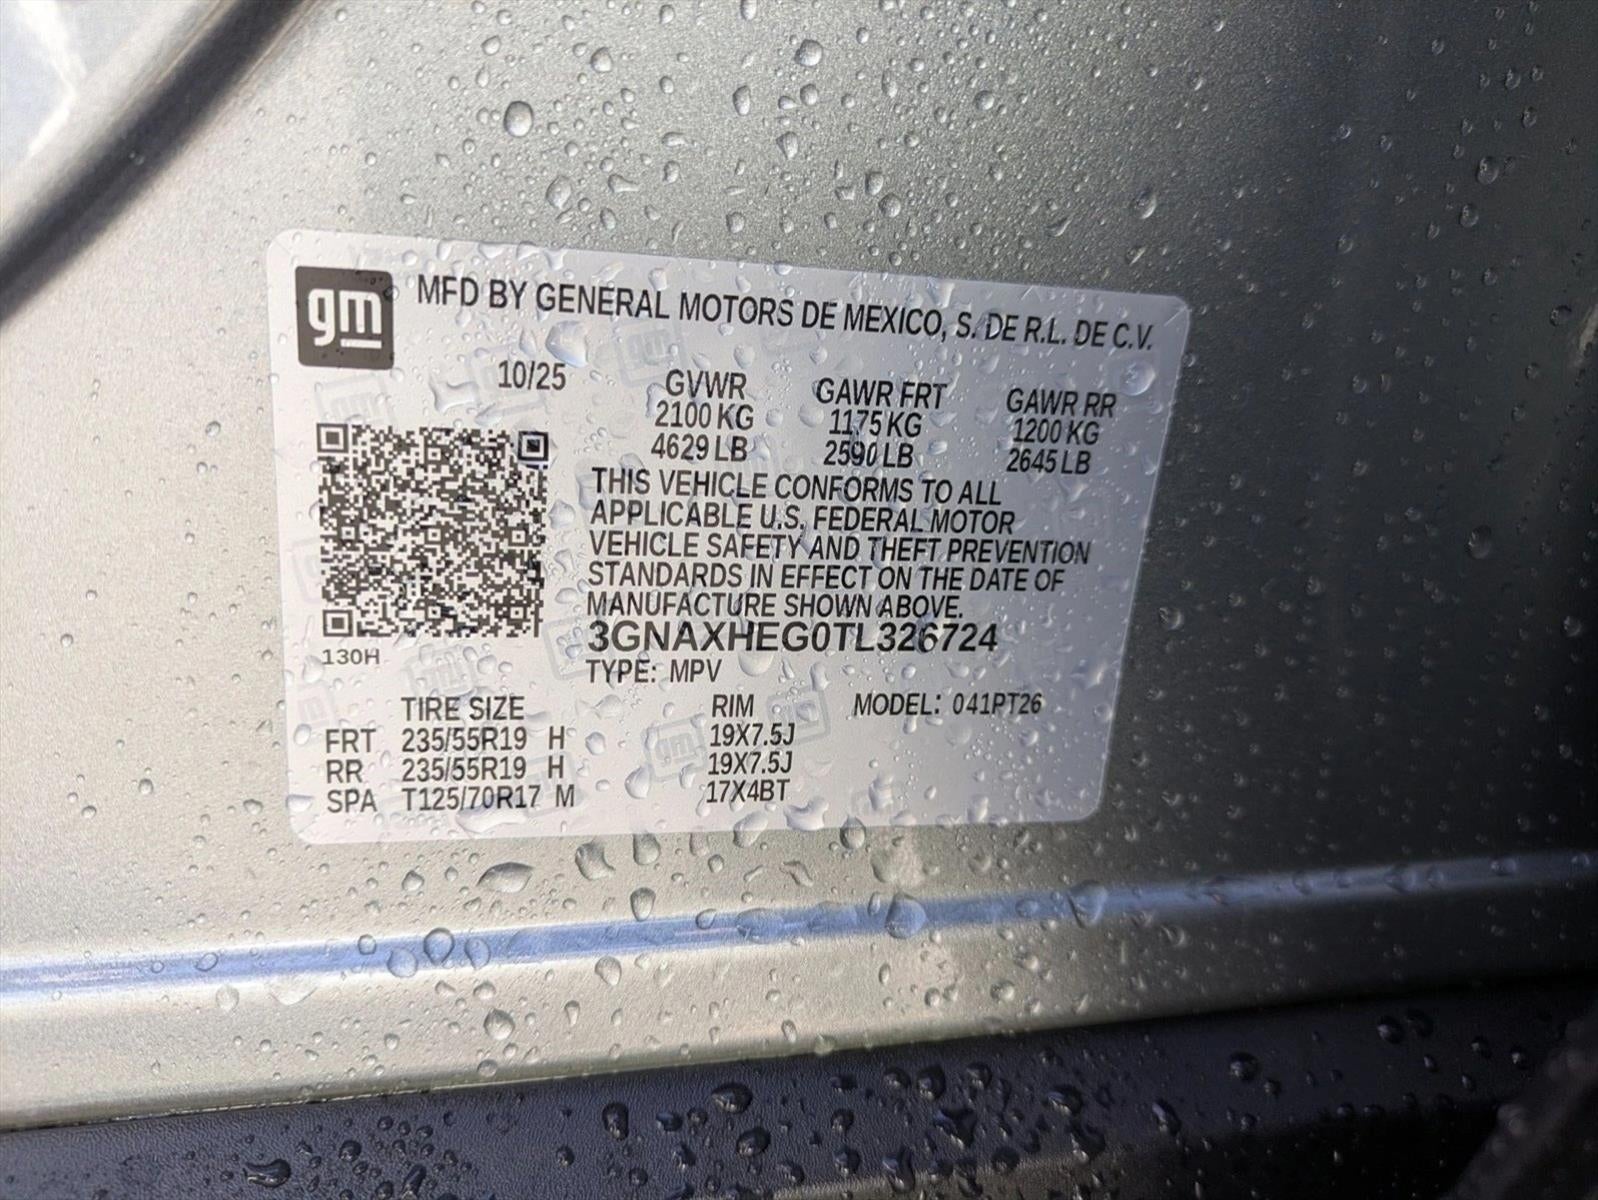 gm MFD BY GENERAL MOTORS DE MEXICO, S. DE R.L. DE C.V.
10/25 GVWR GAWR FRT GAWR RR
2100 KG 1175 KG 1200 KG
4629 LB 2590 LB 2645 LB
THIS VEHICLE CONFORMS TO ALL
APPLICABLE U.S. FEDERAL MOTOR
VEHICLE SAFETY AND THEFT PREVENTION
STANDARDS IN EFFECT ON THE DATE OF
MANUFACTURE SHOWN ABOVE.
3GNAXHEG0TL326724
130H
TYPE: MPV
TIRE SIZE RIM MODEL: 041PT26
FRT 235/55R19 H 19X7.5J
RR 235/55R19 H 19X7.5J
SPA T125/70R17 M 17X4BT